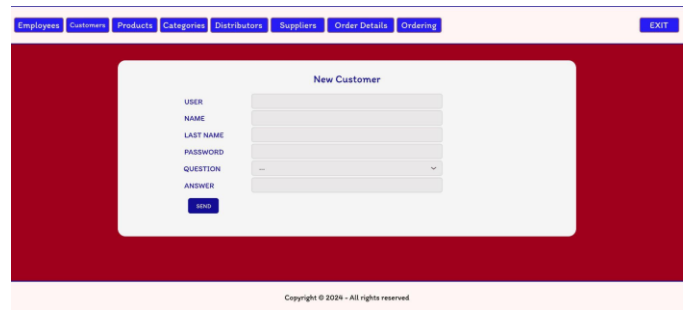 Employees Customers Products Categories Distributors Suppliers Order Details Ordering EXIT
New Customer
USER
NAME
LAST NAME
PASSWORD
QUESTION ...
ANSWER
SEND
Copyright © 2024 - All rights reserved